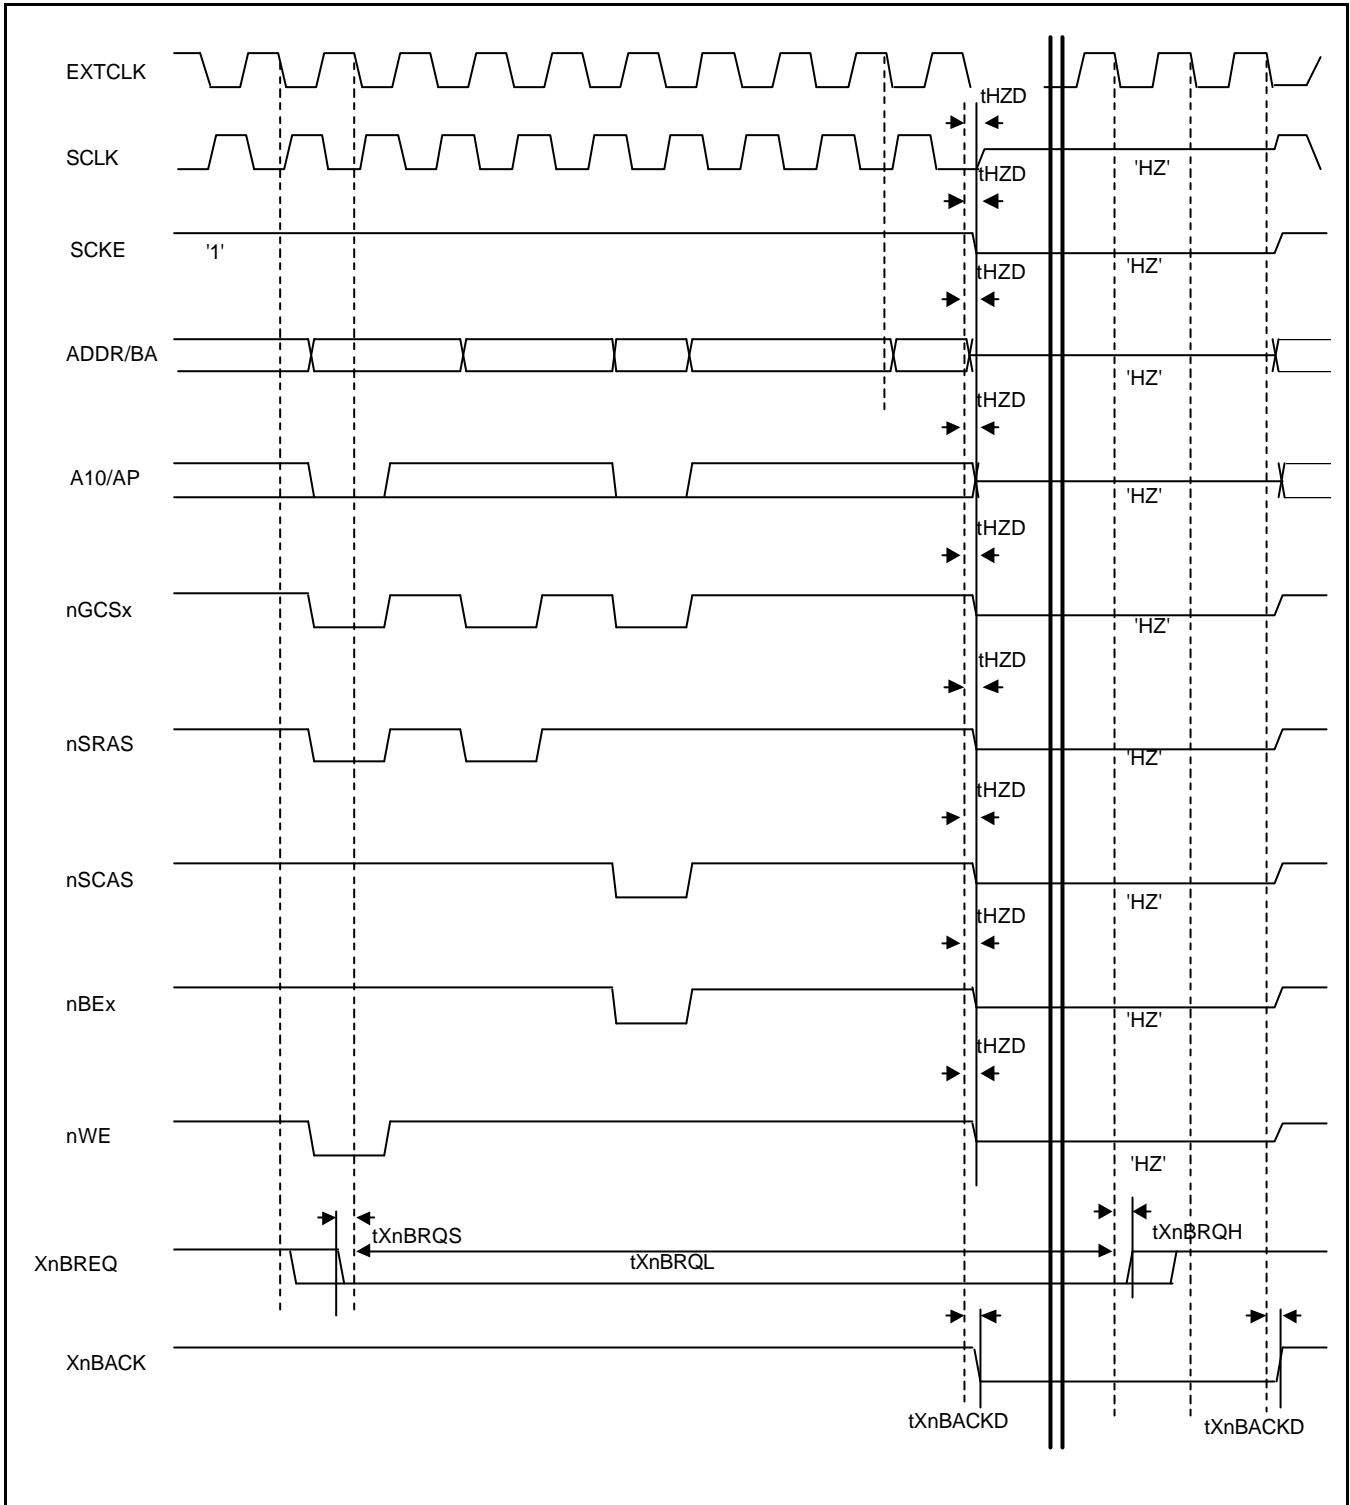 EXTCLK
tHZD
SCLK
'HZ'
tHZD
SCKE
'1'
'HZ'
tHZD
ADDR/BA
'HZ'
tHZD
A10/AP
'HZ'
tHZD
nGCSx
'HZ'
tHZD
nSRAS
'HZ'
tHZD
nSCAS
'HZ'
tHZD
nBEx
'HZ'
tHZD
nWE
'HZ'
tXnBRQS
tXnBRQH
XnBREQ
tXnBRQL
XnBACK
tXnBACKD
tXnBACKD